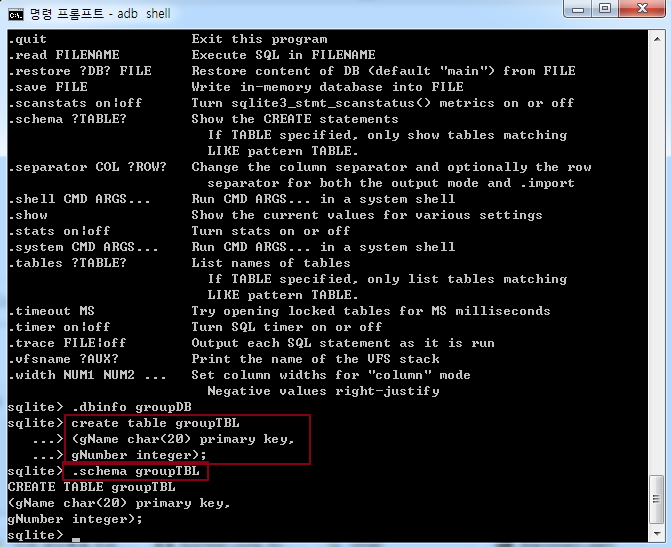 명령 프롬프트 - adb shell
.quit                  Exit this program
.read FILENAME         Execute SQL in FILENAME
.restore ?DB? FILE     Restore content of DB (default "main") from FILE
.save FILE             Write in-memory database into FILE
.scanstats on|off      Turn sqlite3_stmt_scanstatus() metrics on or off
.schema ?TABLE?        Show the CREATE statements
                         If TABLE specified, only show tables matching
                         LIKE pattern TABLE.
.separator COL ?ROW?   Change the column separator and optionally the row
                         separator for both the output mode and .import
.shell CMD ARGS...     Run CMD ARGS... in a system shell
.show                  Show the current values for various settings
.stats on|off          Turn stats on or off
.system CMD ARGS...    Run CMD ARGS... in a system shell
.tables ?TABLE?        List names of tables
                         If TABLE specified, only list tables matching
                         LIKE pattern TABLE.
.timeout MS            Try opening locked tables for MS milliseconds
.timer on|off          Turn SQL timer on or off
.trace FILE|off        Output each SQL statement as it is run
.vfsname ?AUX?         Print the name of the VFS stack
.width NUM1 NUM2 ...   Set column widths for "column" mode
                         Negative values right-justify
sqlite> .dbinfo groupDB
sqlite> create table groupTBL
   ...> (gName char(20) primary key,
   ...> gNumber integer);
sqlite> .schema groupTBL
CREATE TABLE groupTBL
(gName char(20) primary key,
gNumber integer);
sqlite> _